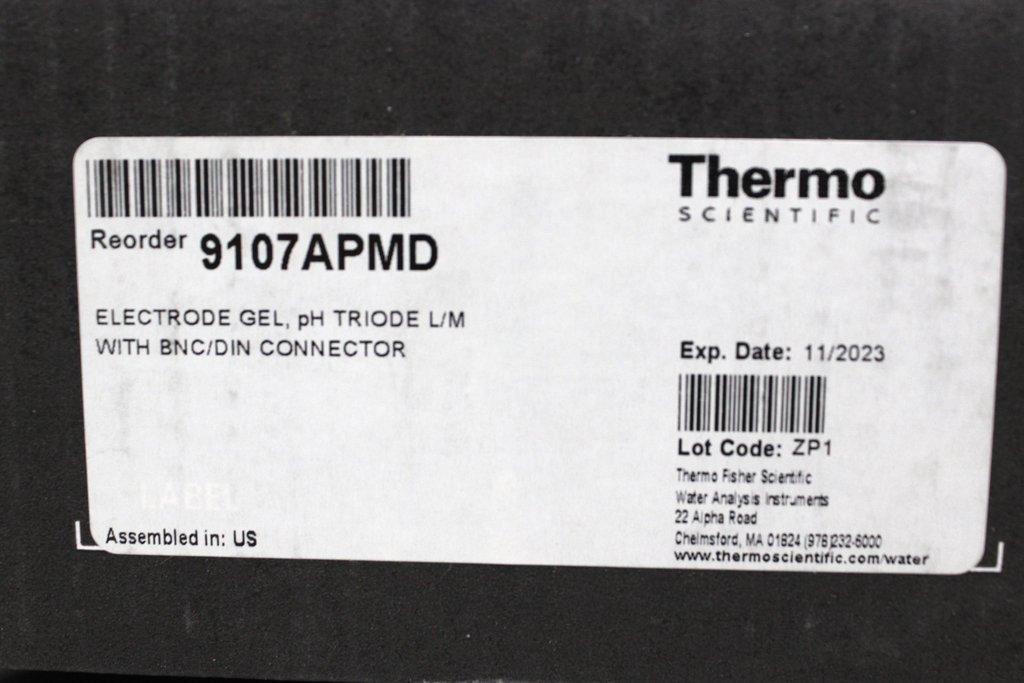 Thermo
SCIENTIFIC
Reorder 9107APMD
ELECTRODE GEL, pH TRIODE L/M
WITH BNC/DIN CONNECTOR
Exp. Date: 11/2023
Lot Code: ZP1
Thermo Fisher Scientific
Water Analysis Instruments
22 Alpha Road
Chelmsford, MA 01824 (978)232-6000
www.thermoscientific.com/water
LABEL
Assembled in: US